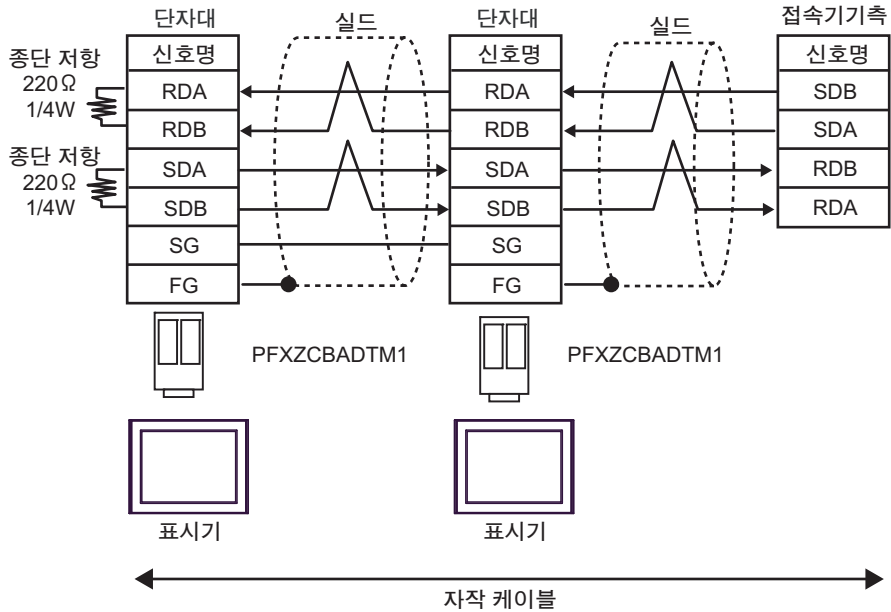 단자대
실드
단자대
실드
접속기기측
종단 저항
220Ω
1/4W
종단 저항
220Ω
1/4W
신호명
RDA
RDB
SDA
SDB
SG
FG
신호명
RDA
RDB
SDA
SDB
SG
FG
신호명
SDB
SDA
RDB
RDA
PFXZCBADTM1
PFXZCBADTM1
표시기
표시기
자작 케이블